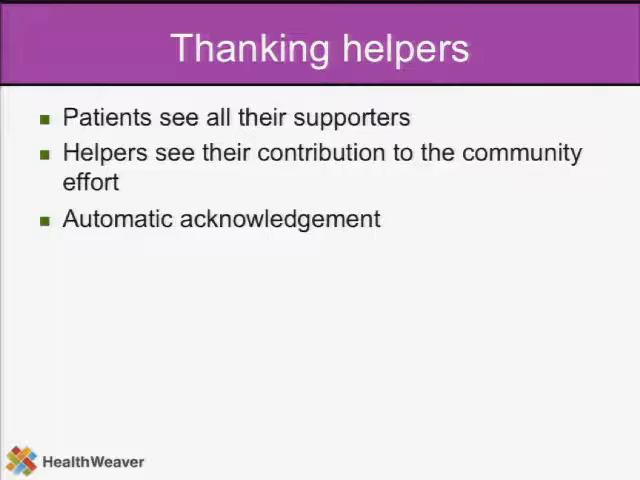 Thanking helpers
Patients see all their supporters
Helpers see their contribution to the community
effort
Automatic acknowledgement
HealthWeaver